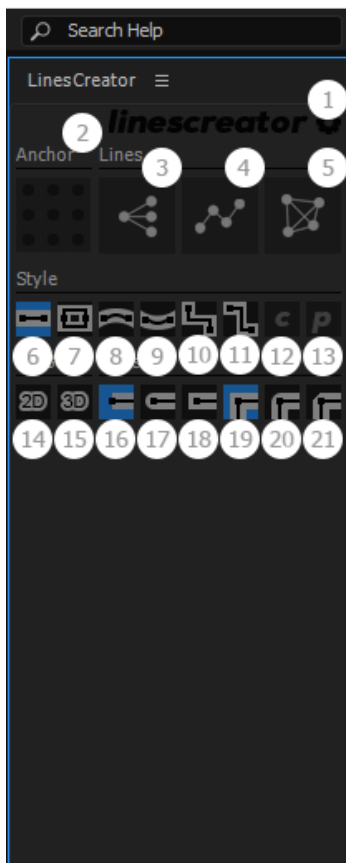 Search Help
LinesCreator
1
linescreator
2
Anchor Lines
3 4 5
Style
c p
6 7 8 9 10 11 12 13
2D 3D
14 15 16 17 18 19 20 21